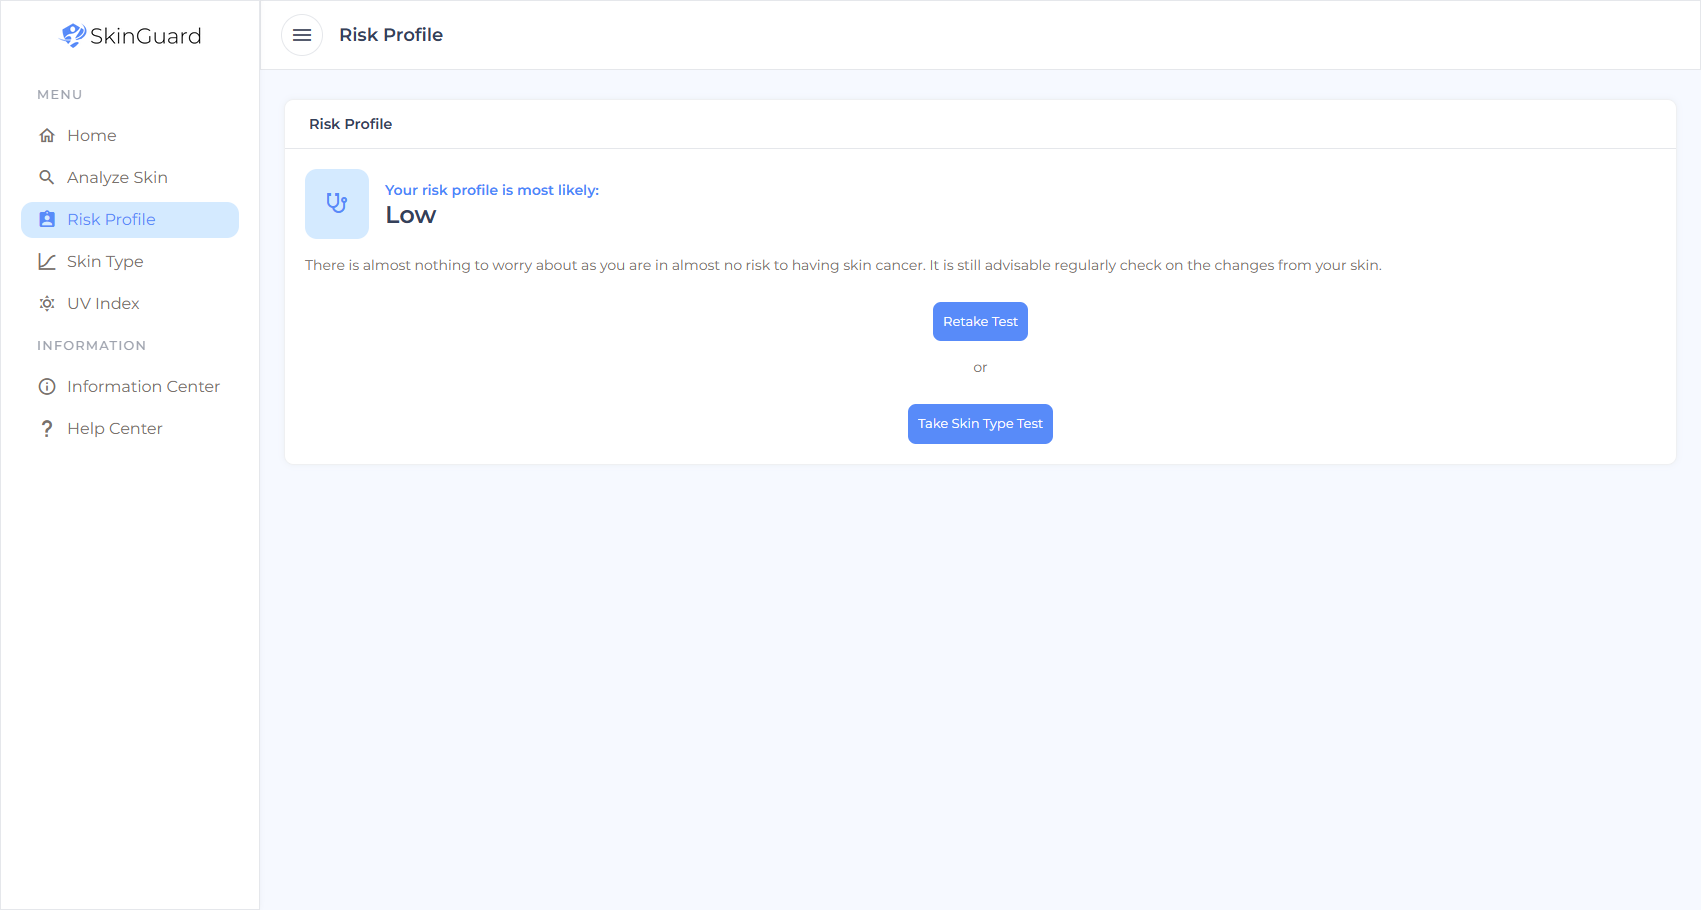 SkinGuard
MENU
Home
Analyze Skin
Risk Profile
Skin Type
UV Index
INFORMATION
Information Center
Help Center
Risk Profile
Risk Profile
Your risk profile is most likely:
Low
There is almost nothing to worry about as you are in almost no risk to having skin cancer. It is still advisable regularly check on the changes from your skin.
Retake Test
or
Take Skin Type Test